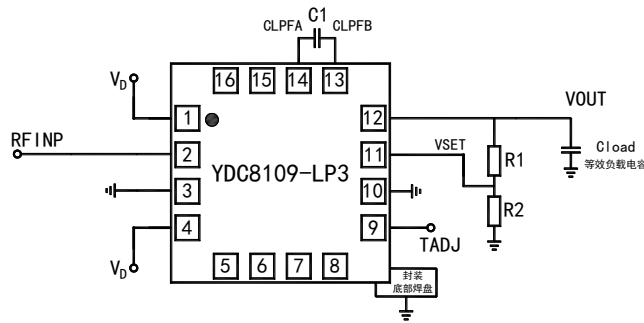 C1
CLPFA
CLPFB
V_D
16
15
14
13
1
12
VOUT
RFINP
2
11
VSET
R1
Cload
等效负载电容
YDC8109-LP3
3
10
R2
4
9
TADJ
V_D
5
6
7
8
封装
底部焊盘